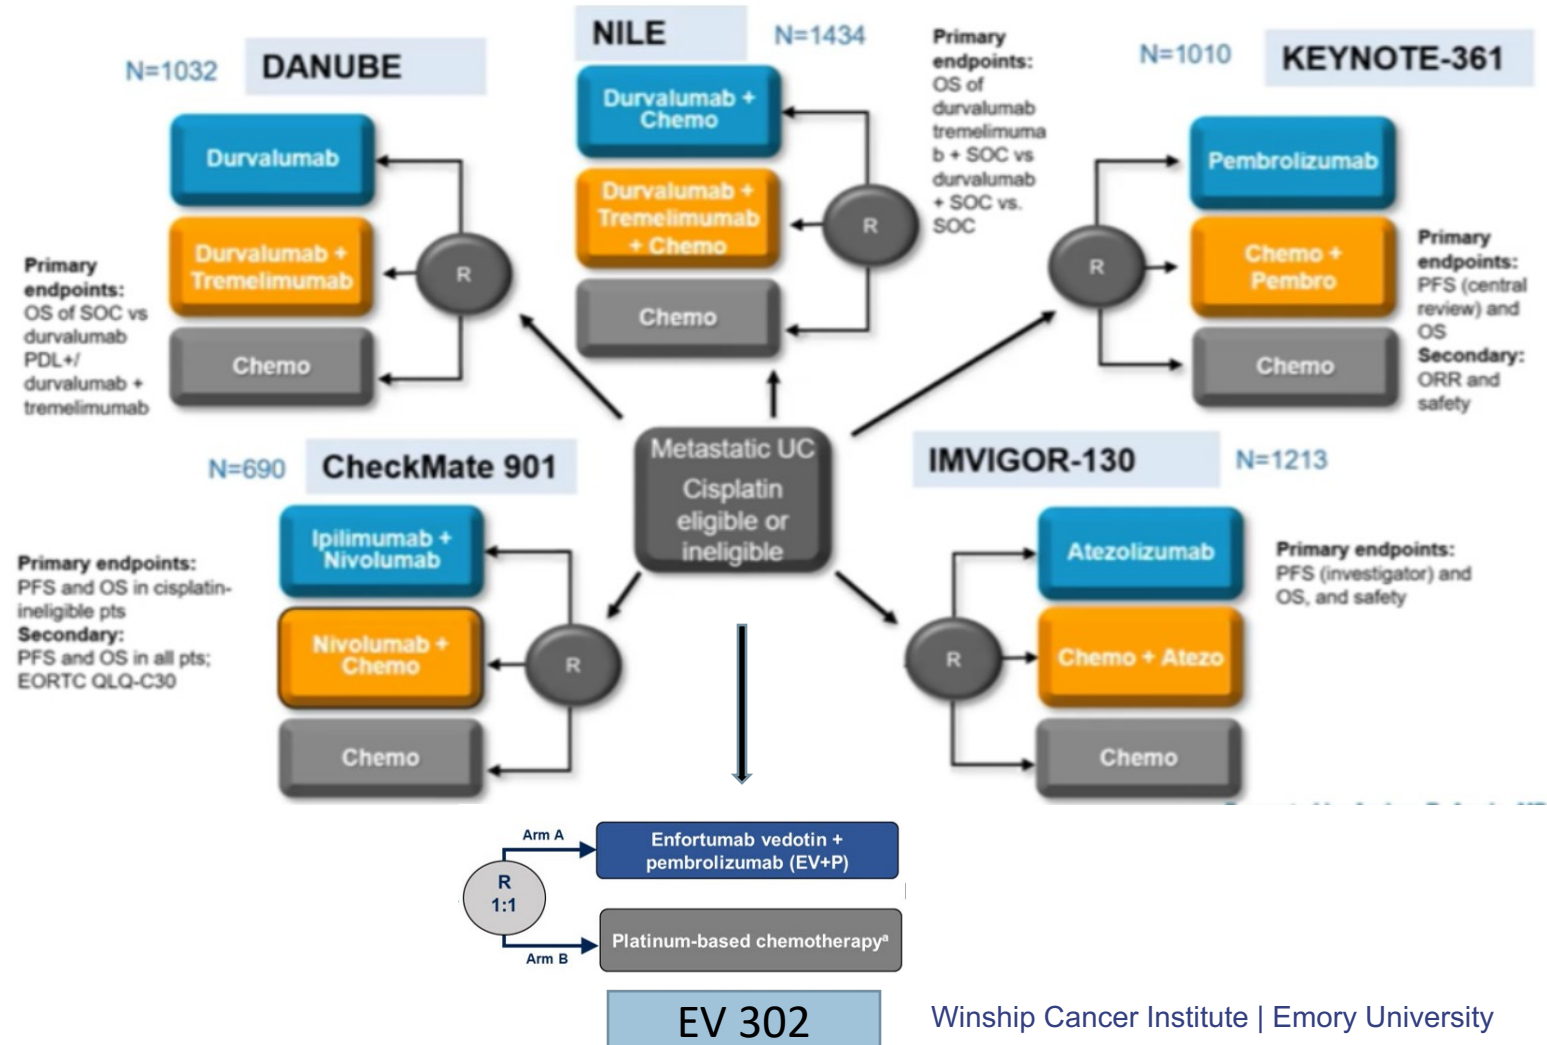 DANUBE
N=1032
Durvalumab
Durvalumab +
Tremelimumab
Chemo
R
Primary
endpoints:
OS of SOC vs
durvalumab
PDL+/
durvalumab +
tremelimumab
NILE
N=1434
Durvalumab +
Chemo
Durvalumab +
Tremelimumab
+ Chemo
Chemo
R
Primary
endpoints:
OS of
durvalumab
tremelimuma
b + SOC vs
durvalumab
+ SOC vs.
SOC
N=1010
KEYNOTE-361
Pembrolizumab
Chemo +
Pembro
Chemo
R
Primary
endpoints:
PFS (central
review) and
OS
Secondary:
ORR and
safety
Metastatic UC
Cisplatin
eligible or
ineligible
N=690
CheckMate 901
Ipilimumab +
Nivolumab
Nivolumab +
Chemo
Chemo
R
Primary endpoints:
PFS and OS in cisplatin-
ineligible pts
Secondary:
PFS and OS in all pts;
EORTC QLQ-C30
IMVIGOR-130
N=1213
Atezolizumab
Chemo + Atezo
Chemo
R
Primary endpoints:
PFS (investigator) and
OS, and safety
Arm A
Enfortumab vedotin +
pembrolizumab (EV+P)
R
1:1
Platinum-based chemotherapyᵃ
Arm B
EV 302
Winship Cancer Institute | Emory University